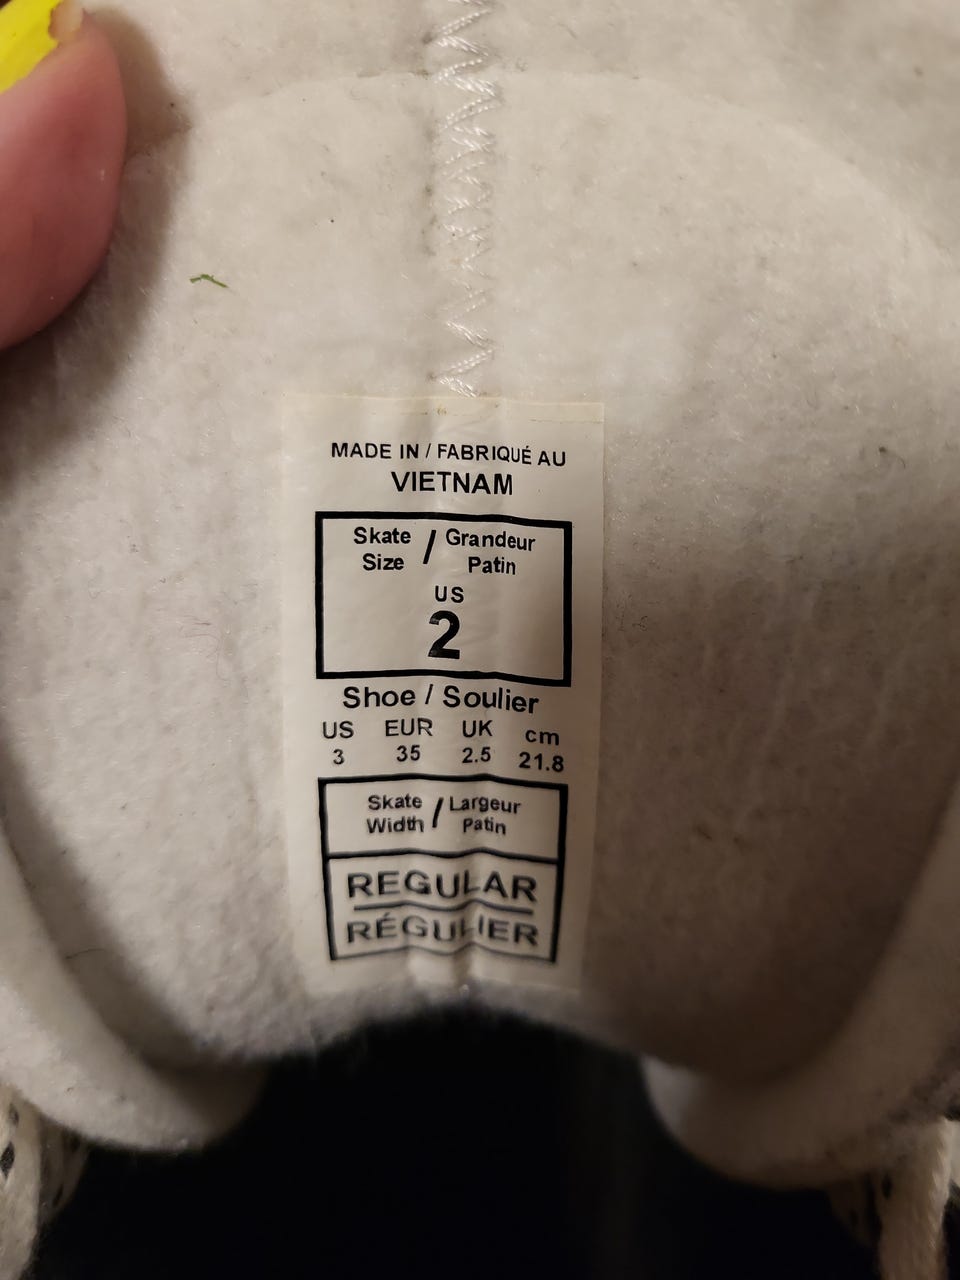 MADE IN / FABRIQUÉ AU
VIETNAM
Skate Size / Grandeur Patin
US
2
Shoe / Soulier
US EUR UK cm
3 35 2.5 21.8
Skate Width / Largeur Patin
REGULAR
RÉGULIER